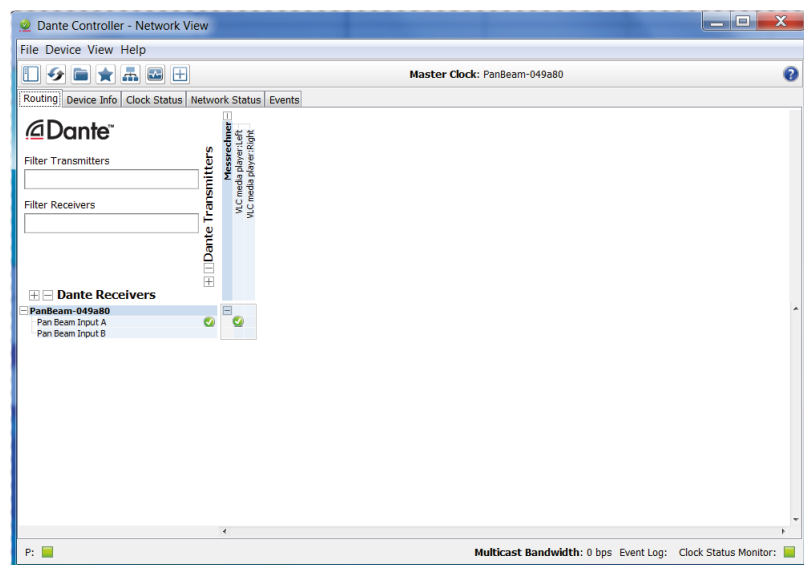 Dante Controller - Network View
File Device View Help
Master Clock: PanBeam-049a80
Routing Device Info Clock Status Network Status Events
Dante™
Filter Transmitters
Filter Receivers
Dante Transmitters
Messrechner
VLC media player:Left
VLC media player:Right
Dante Receivers
PanBeam-049a80
Pan Beam Input A
Pan Beam Input B
P:
Multicast Bandwidth: 0 bps Event Log: Clock Status Monitor: